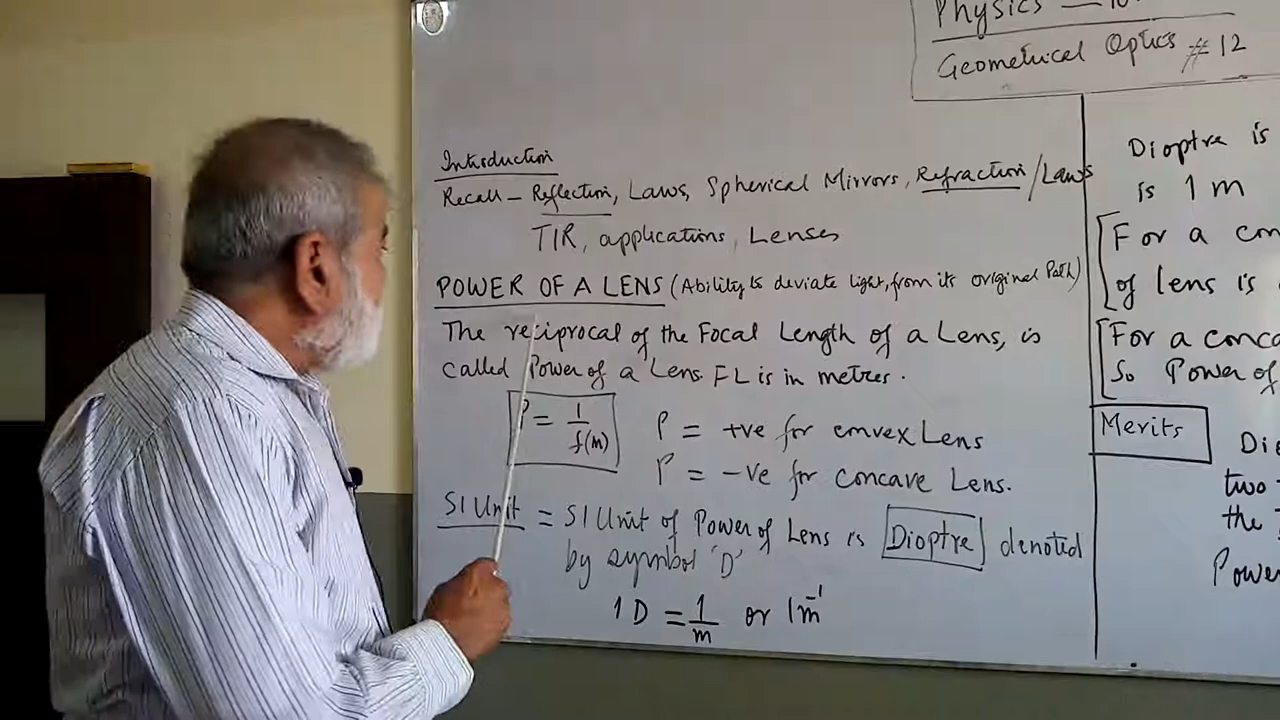 Physics — 10
Geometrical Optics # 12
Introduction
Recall – Reflection, Laws, Spherical Mirrors, Refraction / Laws
TIR, applications, Lenses
POWER OF A LENS (Ability to deviate light, from its original Path)
The reciprocal of the Focal Length of a Lens, is
called Power of a Lens. FL is in metres.
P = 1/f(m)
P = +ve for convex Lens
P = -ve for concave Lens.
SI Unit = SI Unit of Power of Lens is Dioptre denoted
by symbol 'D'
1 D = 1/m or 1m⁻¹
Dioptre is
is 1 m
[For a con
of lens is
[For a conca
So Power of
Merits
Di
two
the
Power